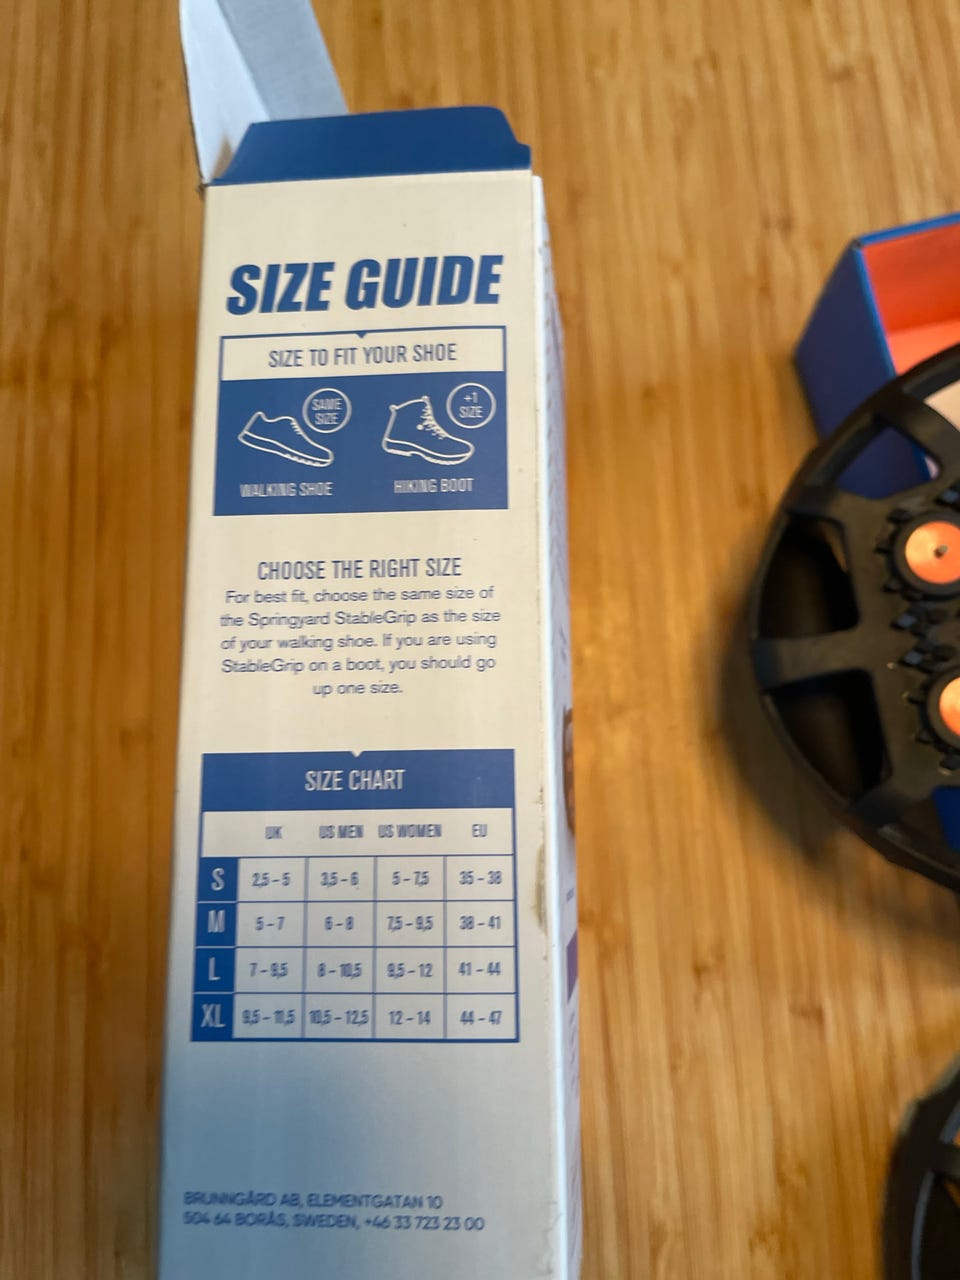 SIZE GUIDE
SIZE TO FIT YOUR SHOE
SAME
SIZE
+1
SIZE
WALKING SHOE
HIKING BOOT
CHOOSE THE RIGHT SIZE
For best fit, choose the same size of
the Springyard StableGrip as the size
of your walking shoe. If you are using
StableGrip on a boot, you should go
up one size.
SIZE CHART
UK US MEN US WOMEN EU
S 2,5 – 5 3,5 – 6 5 – 7,5 35 – 38
M 5 – 7 6 – 8 7,5 – 9,5 38 – 41
L 7 – 9,5 8 – 10,5 9,5 – 12 41 – 44
XL 9,5 – 11,5 10,5 – 12,5 12 – 14 44 – 47
BRUNNGÅRD AB, ELEMENTGATAN 10
504 64 BORÅS, SWEDEN, +46 33 723 23 00